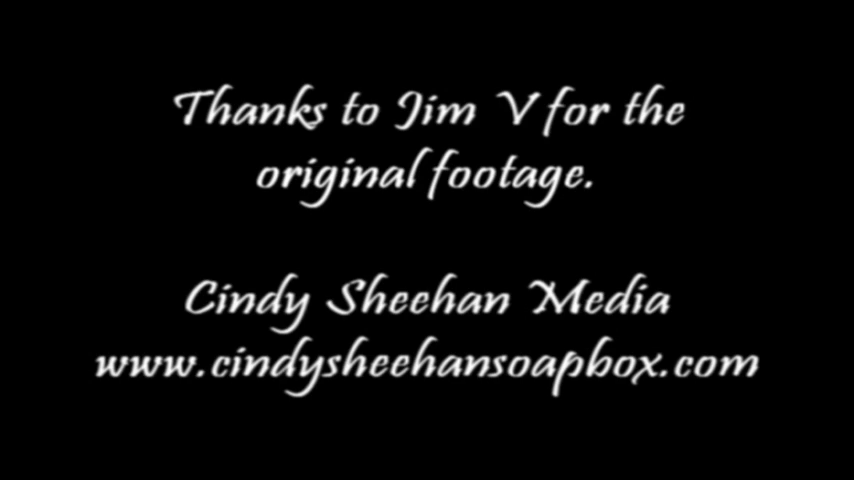 Thanks to Jim V for the
original footage.
Cindy Sheehan Media
www.cindysheehansoapbox.com